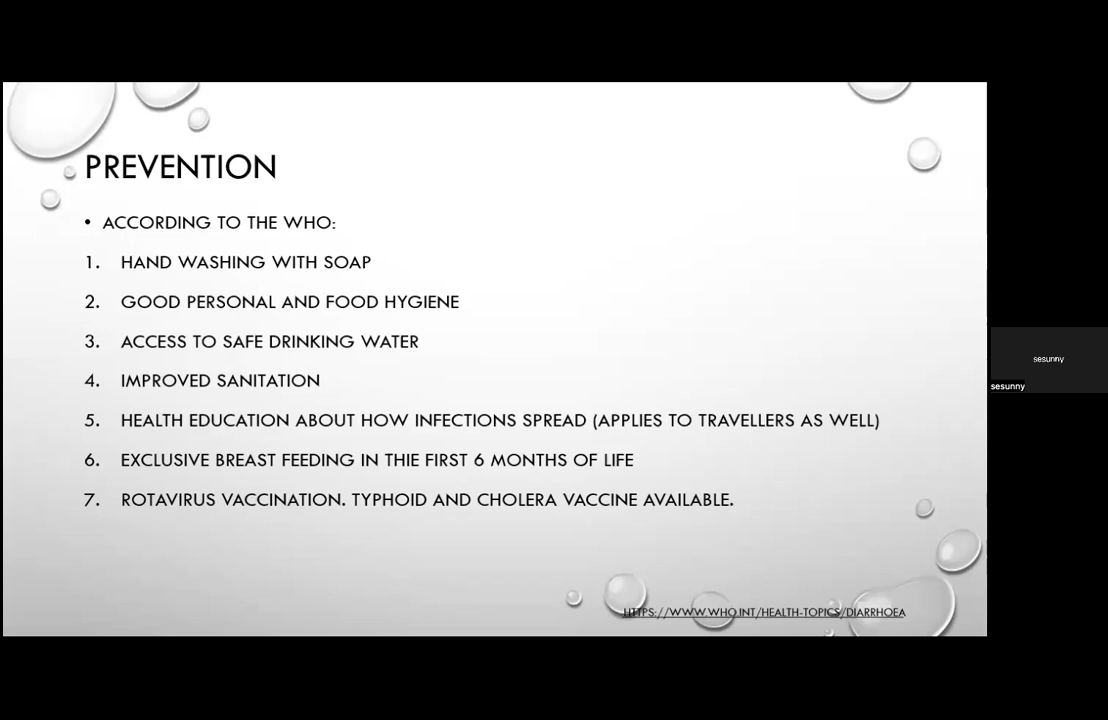 PREVENTION
• ACCORDING TO THE WHO:
1. HAND WASHING WITH SOAP
2. GOOD PERSONAL AND FOOD HYGIENE
3. ACCESS TO SAFE DRINKING WATER
4. IMPROVED SANITATION
5. HEALTH EDUCATION ABOUT HOW INFECTIONS SPREAD (APPLIES TO TRAVELLERS AS WELL)
6. EXCLUSIVE BREAST FEEDING IN THIE FIRST 6 MONTHS OF LIFE
7. ROTAVIRUS VACCINATION. TYPHOID AND CHOLERA VACCINE AVAILABLE.
HTTPS://WWW.WHO.INT/HEALTH-TOPICS/DIARRHOEA
sesunny
sesunny